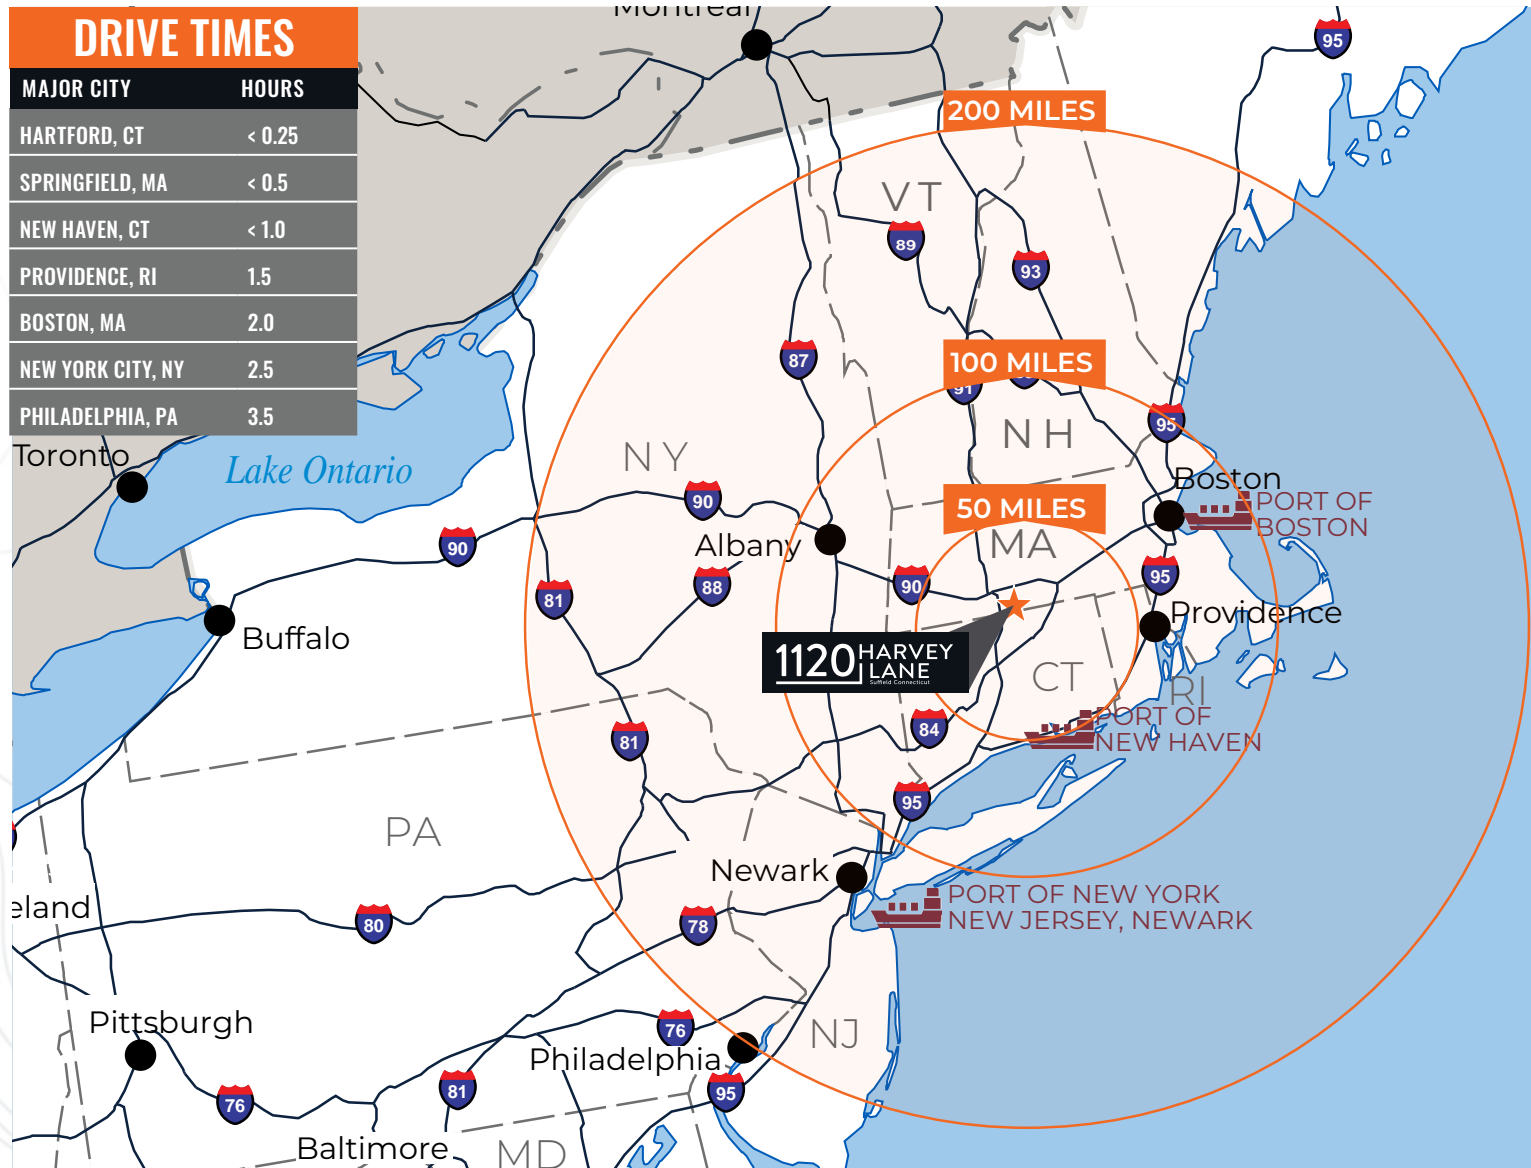 DRIVE TIMES
MAJOR CITY HOURS
HARTFORD, CT < 0.25
SPRINGFIELD, MA < 0.5
NEW HAVEN, CT < 1.0
PROVIDENCE, RI 1.5
BOSTON, MA 2.0
NEW YORK CITY, NY 2.5
PHILADELPHIA, PA 3.5
Montreal
95
200 MILES
VT
89
93
87
100 MILES
91
95
NH
Toronto
Lake Ontario
NY
90
Boston
PORT OF
BOSTON
50 MILES
90
Albany
MA
88
90
95
81
Buffalo
Providence
1120 HARVEY
LANE
Suffield Connecticut
CT
RI
PORT OF
NEW HAVEN
84
81
95
PA
Newark
PORT OF NEW YORK
NEW JERSEY, NEWARK
eland
80
78
Pittsburgh
76
NJ
Philadelphia
81
95
76
Baltimore
MD